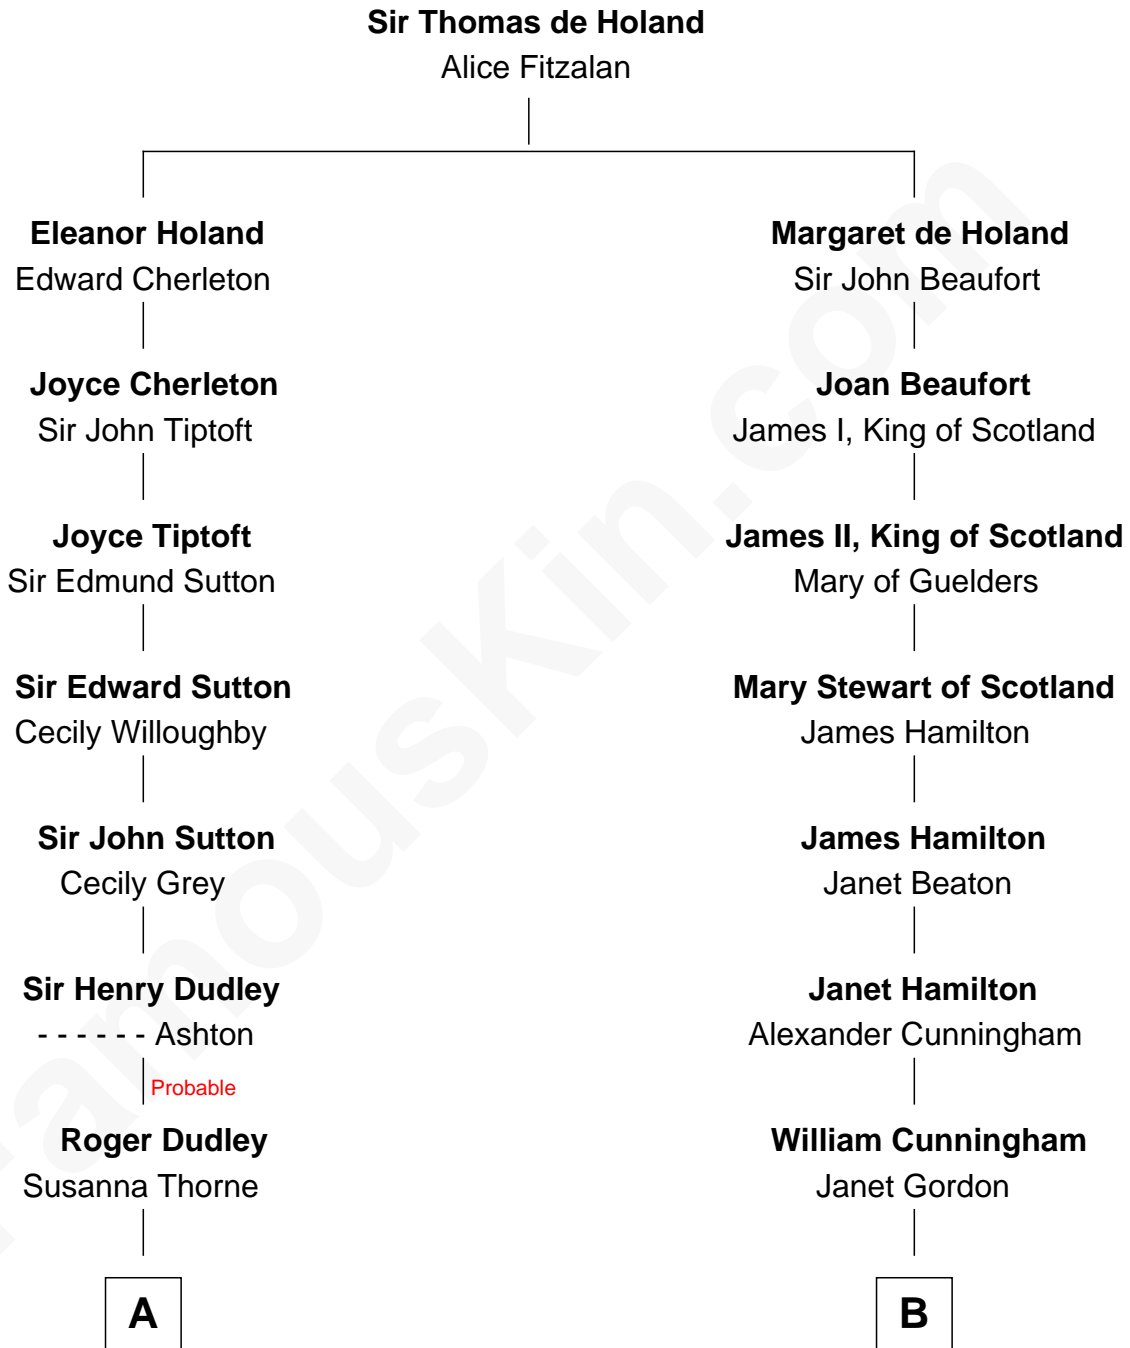 Sir Thomas de Holand
Alice Fitzalan
Eleanor Holand
Edward Cherleton
Joyce Cherleton
Sir John Tiptoft
Joyce Tiptoft
Sir Edmund Sutton
Sir Edward Sutton
Cecily Willoughby
Sir John Sutton
Cecily Grey
Sir Henry Dudley
- - - - - - Ashton
Probable
Roger Dudley
Susanna Thorne
A
Margaret de Holand
Sir John Beaufort
Joan Beaufort
James I, King of Scotland
James II, King of Scotland
Mary of Guelders
Mary Stewart of Scotland
James Hamilton
James Hamilton
Janet Beaton
Janet Hamilton
Alexander Cunningham
William Cunningham
Janet Gordon
B
FamousKin.com